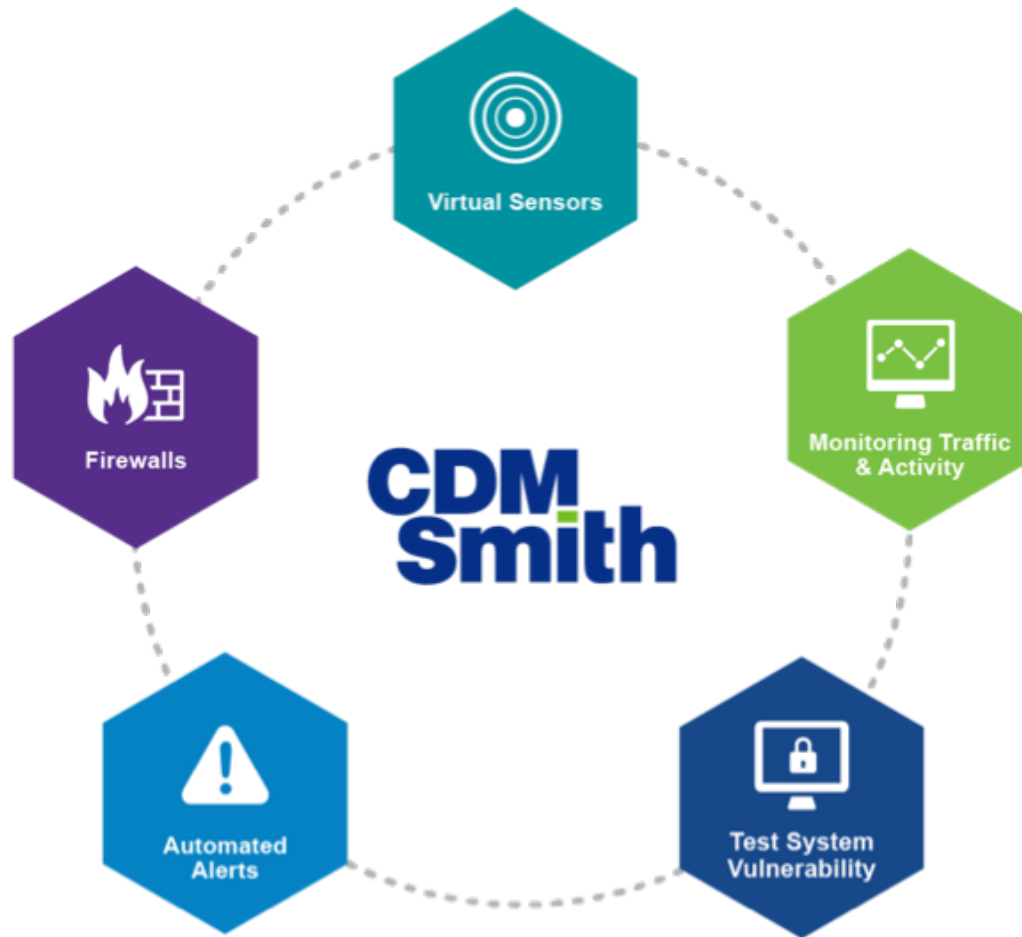 Virtual Sensors
Monitoring Traffic
& Activity
Firewalls
CDM
Smith
Automated
Alerts
Test System
Vulnerability